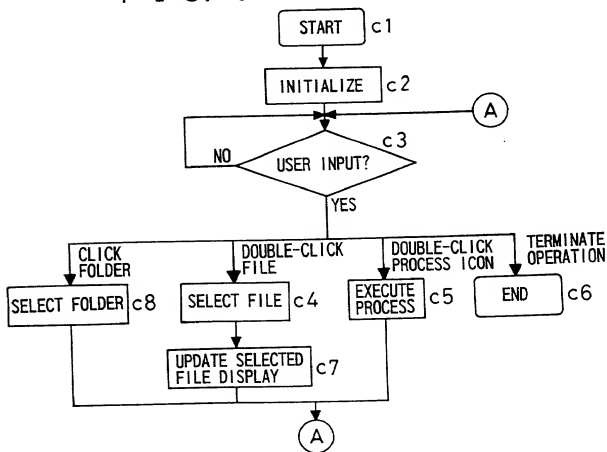 START
c1
INITIALIZE
c2
A
c3
NO
USER INPUT?
YES
CLICK
FOLDER
DOUBLE-CLICK
FILE
DOUBLE-CLICK
PROCESS ICON
TERMINATE
OPERATION
SELECT FOLDER
c8
SELECT FILE
c4
EXECUTE
PROCESS
c5
END
c6
UPDATE SELECTED
FILE DISPLAY
c7
A